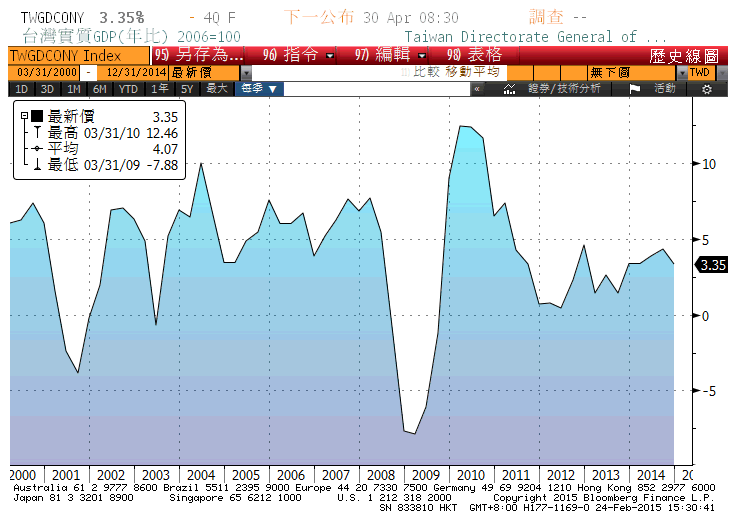 TWGDCONY 3.35% - 4Q F 下一公布 30 Apr 08:30 調查 --
台灣實質GDP(年比) 2006=100 Taiwan Directorate General of ...
TWGDCONY Index 95) 另存為... 96) 指令 97) 編輯 98) 表格 歷史線圖
03/31/2000 - 12/31/2014 最新價 比較 移動平均 無下價 TWD
1D 3D 1M 6M YTD 1年 5Y 最大 每季 ▼ « 證券/技術分析 活動
最新價 3.35
最高 03/31/10 12.46
平均 4.07
最低 03/31/09 -7.88
10
5
3.35
0
-5
2000 2001 2002 2003 2004 2005 2006 2007 2008 2009 2010 2011 2012 2013 2014 20
Australia 61 2 9777 8600 Brazil 5511 2395 9000 Europe 44 20 7330 7500 Germany 49 69 9204 1210 Hong Kong 852 2977 6000
Japan 81 3 3201 8900 Singapore 65 6212 1000 U.S. 1 212 318 2000 Copyright 2015 Bloomberg Finance L.P.
SN 833810 HKT GMT+8:00 H177-1169-0 24-Feb-2015 15:30:41